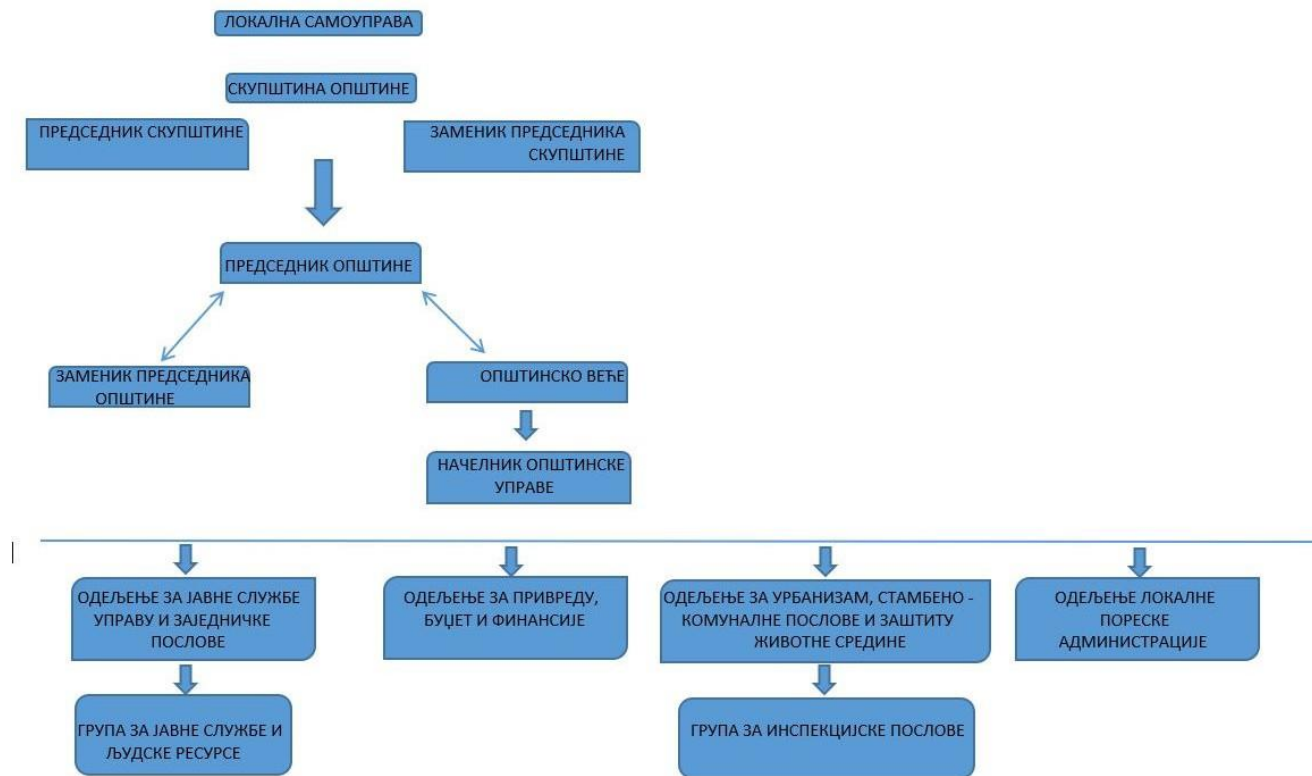 ЛОКАЛНА САМОУПРАВА
СКУПШТИНА ОПШТИНЕ
ПРЕДСЕДНИК СКУПШТИНЕ
ЗАМЕНИК ПРЕДСЕДНИКА
СКУПШТИНЕ
ПРЕДСЕДНИК ОПШТИНЕ
ЗАМЕНИК ПРЕДСЕДНИКА
ОПШТИНЕ
ОПШТИНСКО ВЕЋЕ
НАЧЕЛНИК ОПШТИНСКЕ
УПРАВЕ
ОДЕЉЕЊЕ ЗА ЈАВНЕ СЛУЖБЕ
УПРАВУ И ЗАЈЕДНИЧКЕ
ПОСЛОВЕ
ОДЕЉЕЊЕ ЗА ПРИВРЕДУ,
БУЏЕТ И ФИНАНСИЈЕ
ОДЕЉЕЊЕ ЗА УРБАНИЗАМ, СТАМБЕНО -
КОМУНАЛНЕ ПОСЛОВЕ И ЗАШТИТУ
ЖИВОТНЕ СРЕДИНЕ
ОДЕЉЕЊЕ ЛОКАЛНЕ
ПОРЕСКЕ
АДМИНИСТРАЦИЈЕ
ГРУПА ЗА ЈАВНЕ СЛУЖБЕ И
ЉУДСКЕ РЕСУРСЕ
ГРУПА ЗА ИНСПЕКЦИЈСКЕ ПОСЛОВЕ